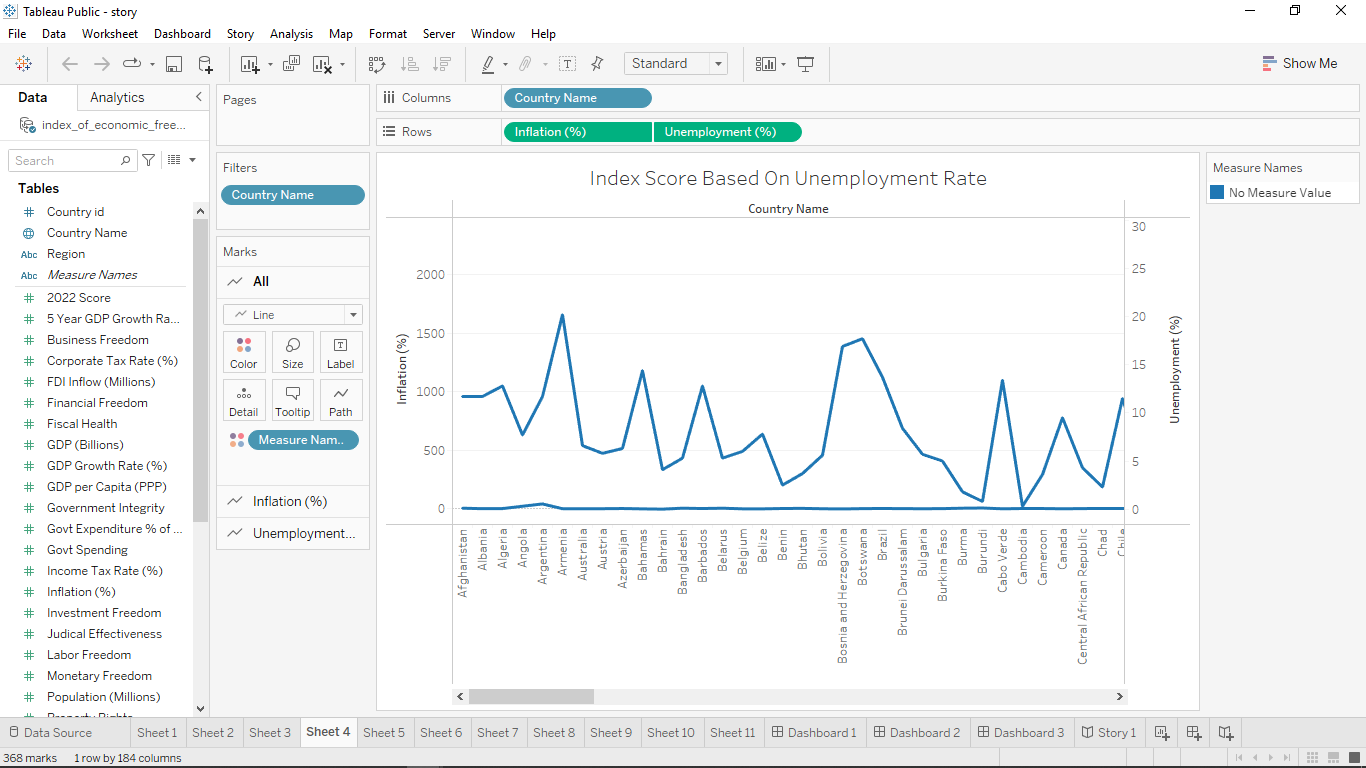 Tableau Public - story
File Data Worksheet Dashboard Story Analysis Map Format Server Window Help
Standard
Show Me
Data Analytics
index_of_economic_free...
Search
Tables
Country id
Country Name
Abc Region
Abc Measure Names
2022 Score
5 Year GDP Growth Ra...
Business Freedom
Corporate Tax Rate (%)
FDI Inflow (Millions)
Financial Freedom
Fiscal Health
GDP (Billions)
GDP Growth Rate (%)
GDP per Capita (PPP)
Government Integrity
Govt Expenditure % of ...
Govt Spending
Income Tax Rate (%)
Inflation (%)
Investment Freedom
Judical Effectiveness
Labor Freedom
Monetary Freedom
Population (Millions)
Property Rights
Pages
Filters
Country Name
Marks
All
Line
Color Size Label
Detail Tooltip Path
Measure Nam..
Inflation (%)
Unemployment...
Columns Country Name
Rows Inflation (%) Unemployment (%)
Index Score Based On Unemployment Rate
Country Name
Inflation (%)
2000
1500
1000
500
0
30
25
20
15
10
5
0
Unemployment (%)
Afghanistan
Albania
Algeria
Angola
Argentina
Armenia
Australia
Austria
Azerbaijan
Bahamas
Bahrain
Bangladesh
Barbados
Belarus
Belgium
Belize
Benin
Bhutan
Bolivia
Bosnia and Herzegovina
Botswana
Brazil
Brunei Darussalam
Bulgaria
Burkina Faso
Burma
Burundi
Cabo Verde
Cambodia
Cameroon
Canada
Central African Republic
Chad
Chile
Measure Names
No Measure Value
Data Source Sheet 1 Sheet 2 Sheet 3 Sheet 4 Sheet 5 Sheet 6 Sheet 7 Sheet 8 Sheet 9 Sheet 10 Sheet 11 Dashboard 1 Dashboard 2 Dashboard 3 Story 1
368 marks 1 row by 184 columns